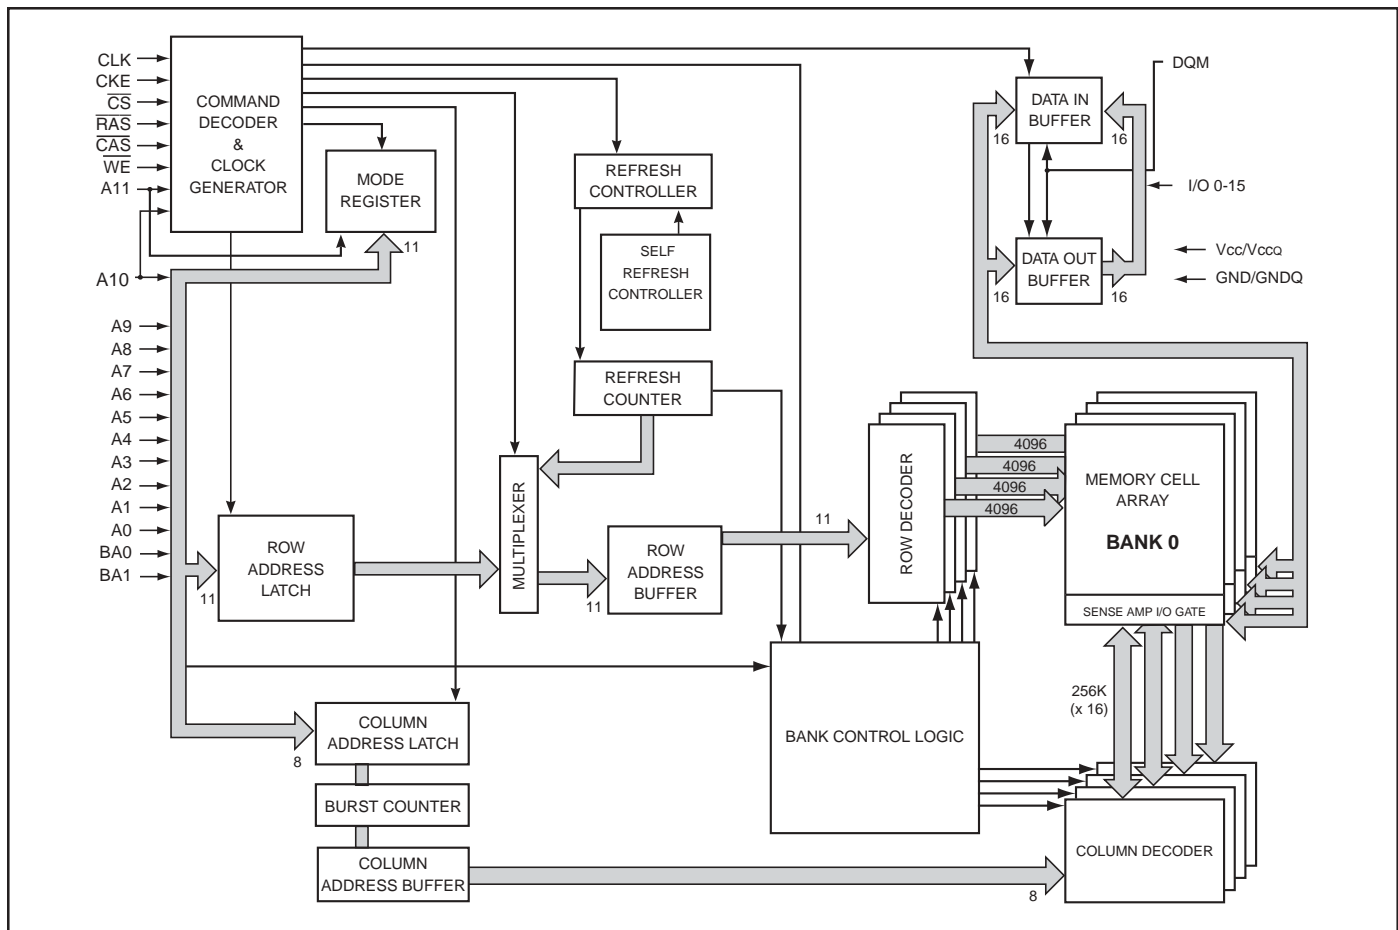 CLK
CKE
CS
RAS
CAS
WE
A11
A10
A9
A8
A7
A6
A5
A4
A3
A2
A1
A0
BA0
BA1
COMMAND
DECODER
&
CLOCK
GENERATOR
MODE
REGISTER
11
REFRESH
CONTROLLER
SELF
REFRESH
CONTROLLER
REFRESH
COUNTER
DATA IN
BUFFER
16
16
DQM
I/O 0-15
DATA OUT
BUFFER
16
16
Vcc/VccQ
GND/GNDQ
ROW
ADDRESS
LATCH
11
MULTIPLEXER
11
ROW
ADDRESS
BUFFER
11
ROW DECODER
4096
4096
4096
4096
MEMORY CELL
ARRAY
BANK 0
SENSE AMP I/O GATE
256K
(x 16)
BANK CONTROL LOGIC
COLUMN
ADDRESS LATCH
8
BURST COUNTER
COLUMN
ADDRESS BUFFER
8
COLUMN DECODER